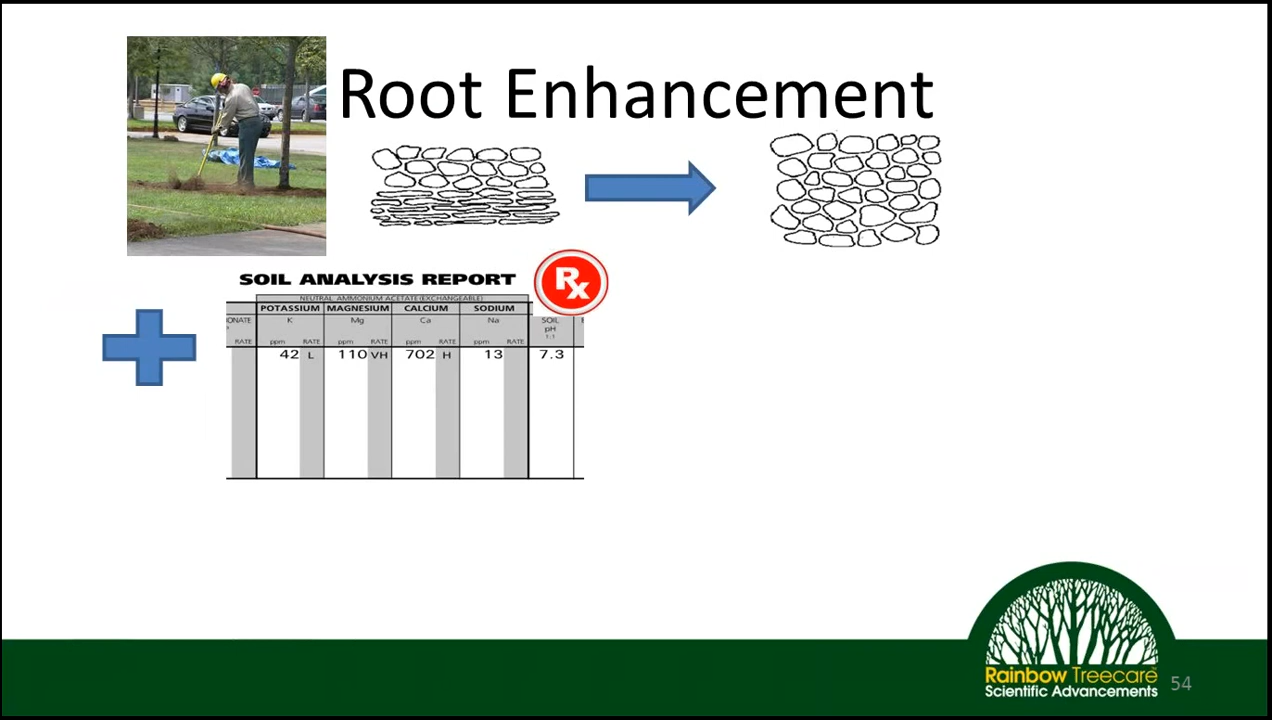 Root Enhancement
SOIL ANALYSIS REPORT
Rx
NEUTRAL AMMONIUM ACETATE (EXCHANGEABLE)
POTASSIUM MAGNESIUM CALCIUM SODIUM
ONATE K Mg Ca Na SOIL
pH
1:1
RATE ppm RATE ppm RATE ppm RATE ppm RATE
42 L 110 VH 702 H 13 7.3
Rainbow Treecare
Scientific Advancements
54